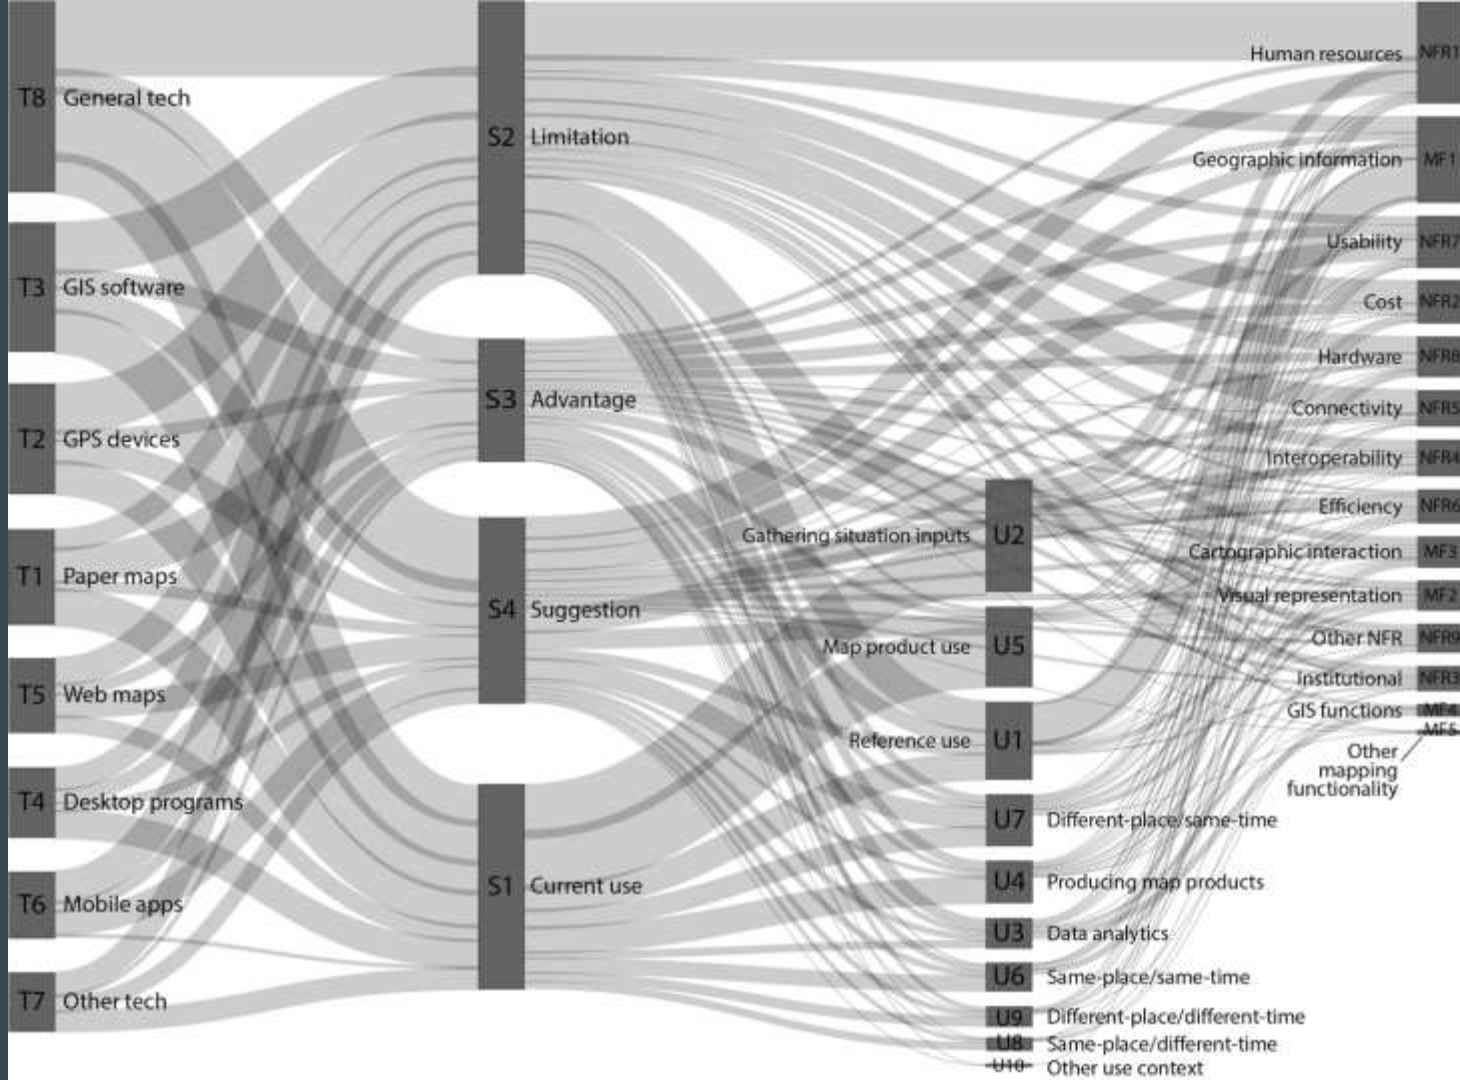 T8 General tech
T3 GIS software
T2 GPS devices
T1 Paper maps
T5 Web maps
T4 Desktop programs
T6 Mobile apps
T7 Other tech
S2 Limitation
S3 Advantage
S4 Suggestion
S1 Current use
Gathering situation inputs U2
Map product use U5
Reference use U1
U7 Different-place/same-time
U4 Producing map products
U3 Data analytics
U6 Same-place/same-time
U9 Different-place/different-time
U8 Same-place/different-time
U10 Other use context
Human resources NFR1
Geographic information MF1
Usability NFR7
Cost NFR2
Hardware NFR8
Connectivity NFR5
Interoperability NFR4
Efficiency NFR6
Cartographic interaction MF3
Visual representation MF2
Other NFR NFR9
Institutional NFR3
GIS functions MF4
MF5
Other
mapping
functionality